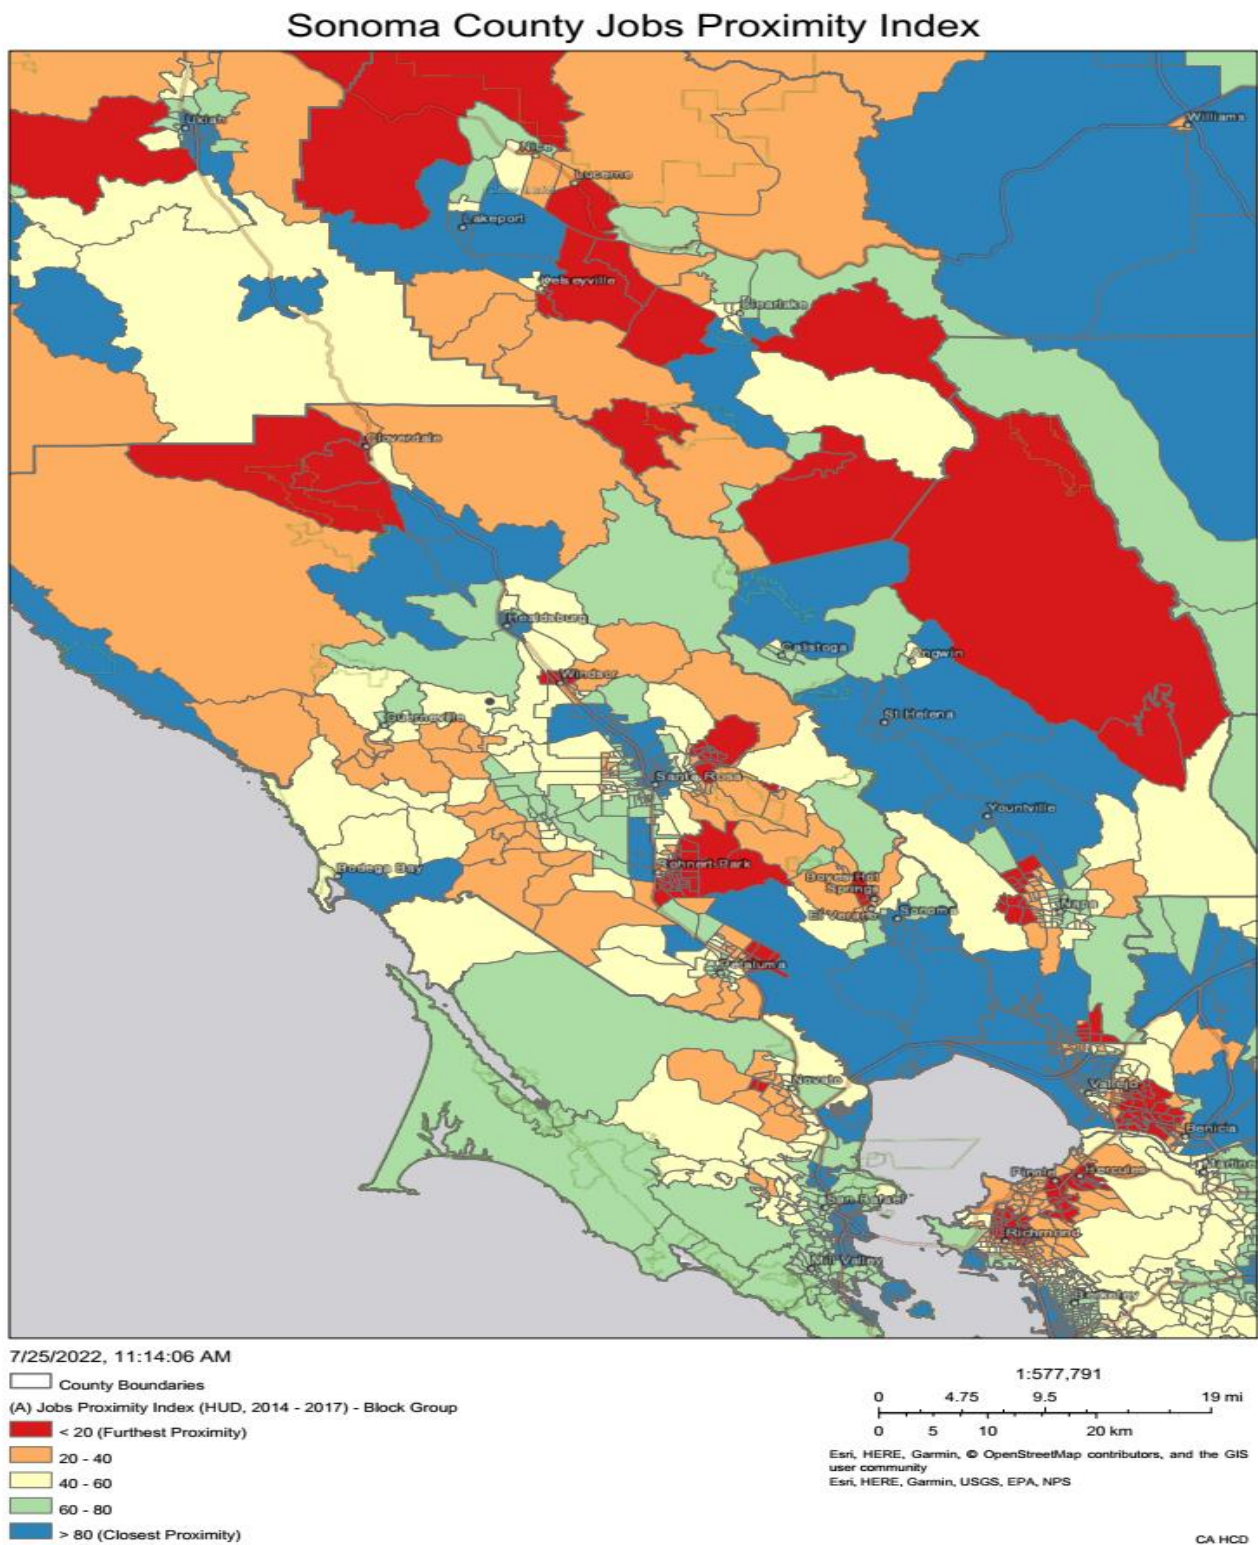 Sonoma County Jobs Proximity Index
Ukiah
Williams
Nice
Lucerne
Lakeport
Kelseyville
Clearlake
Cloverdale
Healdsburg
Calistoga
Angwin
Windsor
St Helena
Guerneville
Santa Rosa
Yountville
Rohnert Park
Bodega Bay
Boyes Hot
Springs
El Verano
Sonoma
Napa
Petaluma
Novato
Vallejo
Benicia
Martinez
Pinole
Hercules
San Rafael
Richmond
Mill Valley
Berkeley
7/25/2022, 11:14:06 AM
County Boundaries
(A) Jobs Proximity Index (HUD, 2014 - 2017) - Block Group
< 20 (Furthest Proximity)
20 - 40
40 - 60
60 - 80
> 80 (Closest Proximity)
1:577,791
0 4.75 9.5 19 mi
0 5 10 20 km
Esri, HERE, Garmin, © OpenStreetMap contributors, and the GIS
user community
Esri, HERE, Garmin, USGS, EPA, NPS
CA HCD